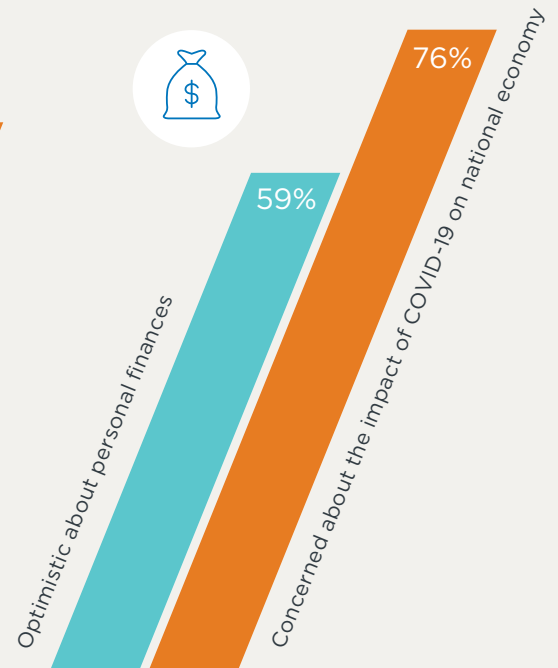 76%
$
59%
Optimistic about personal finances
Concerned about the impact of COVID-19 on national economy